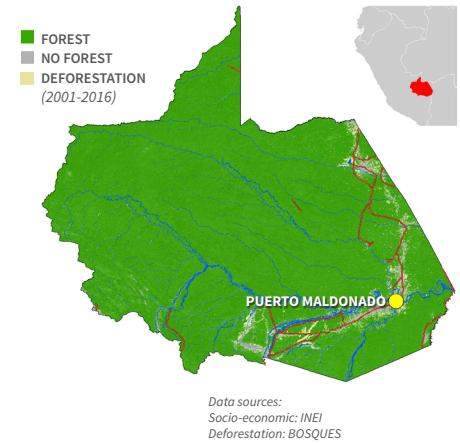 FOREST
NO FOREST
DEFORESTATION
(2001-2016)
PUERTO MALDONADO
Data sources:
Socio-economic: INEI
Deforestation: BOSQUES